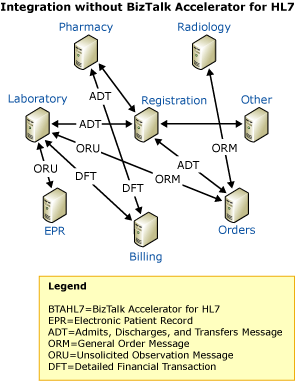 Integration without BizTalk Accelerator for HL7
Pharmacy
Radiology
ADT
Laboratory
ADT
Registration
Other
ORU
ORM
ADT
ORU
DFT
ORM
DFT
EPR
Billing
Orders
Legend
BTAHL7=BizTalk Accelerator for HL7
EPR=Electronic Patient Record
ADT=Admits, Discharges, and Transfers Message
ORM=General Order Message
ORU=Unsolicited Observation Message
DFT=Detailed Financial Transaction